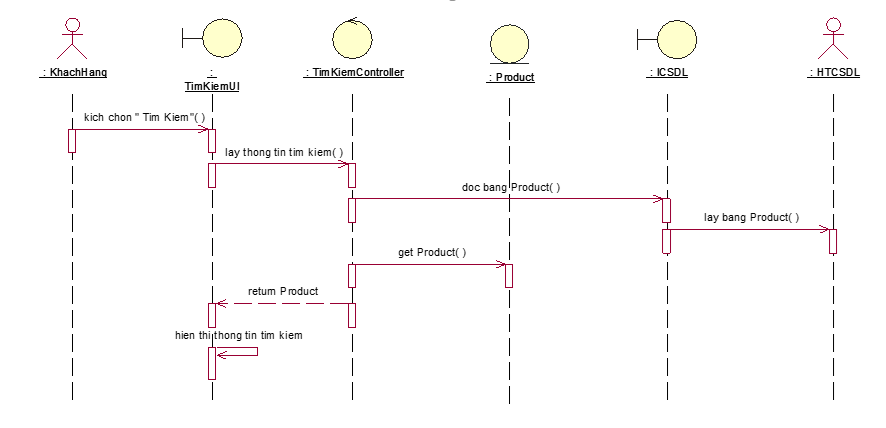 : KhachHang
:
TimKiemUI
: TimKiemController
: Product
: ICSDL
: HTCSDL
kich chon " Tim Kiem"( )
lay thong tin tim kiem( )
doc bang Product( )
lay bang Product( )
get Product( )
return Product
hien thi thong tin tim kiem